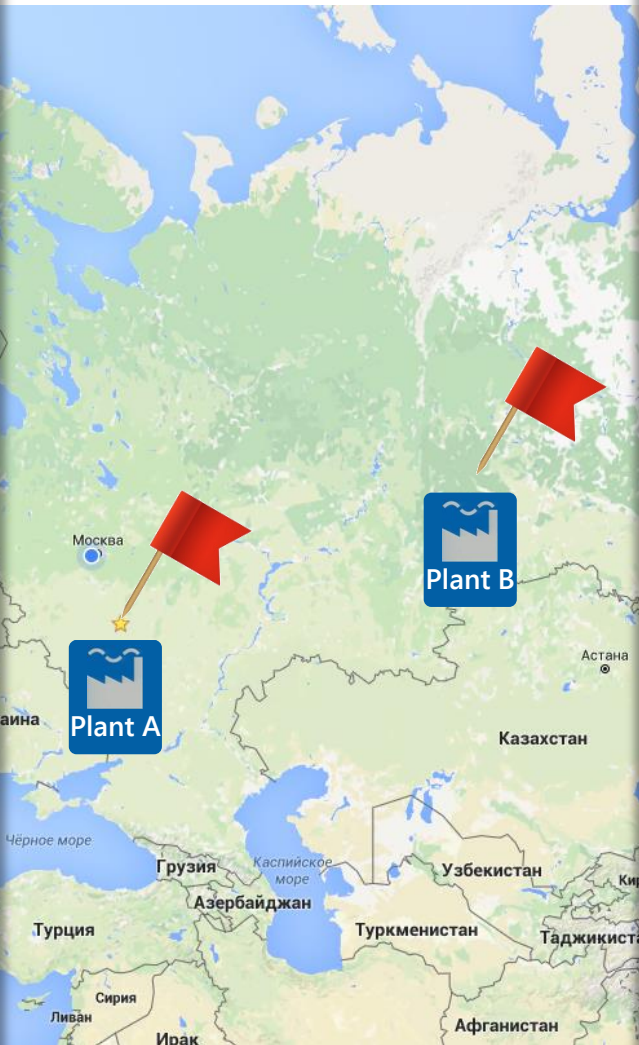 Москва
Plant B
Астана
аина
Plant A
Казахстан
Чёрное море
Грузия
Каспийское
море
Узбекистан
Кир
Азербайджан
Турция
Туркменистан
Таджикиста
Сирия
Ливан
Ирак
Афганистан